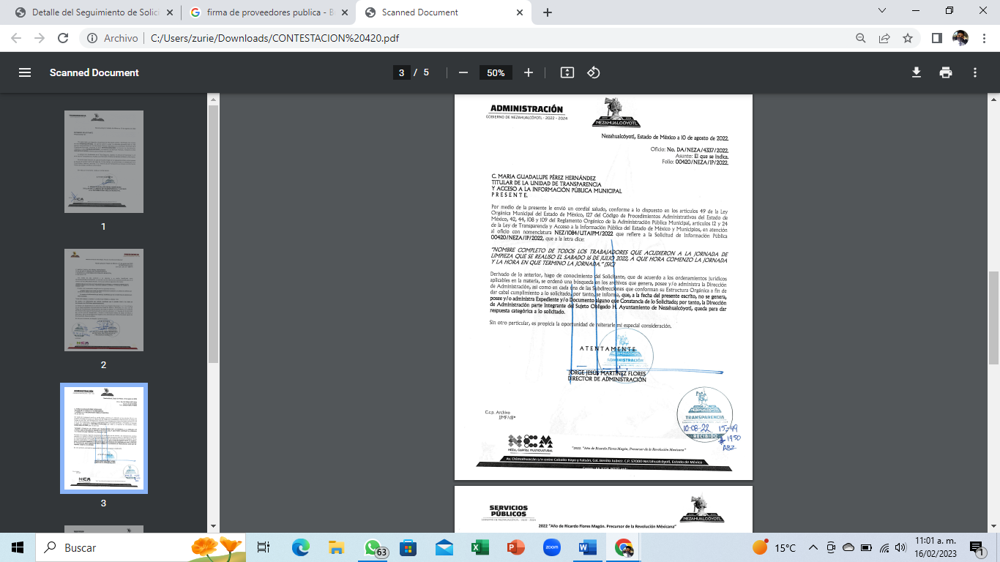 Detalle del Seguimiento de Solici
firma de proveedores publica - B
Scanned Document
Archivo
C:/Users/zurie/Downloads/CONTESTACION%20420.pdf
Scanned Document
3 / 5
50%
1
2
3
ADMINISTRACIÓN
GOBIERNO DE NEZAHUALCÓYOTL · 2022 - 2024
NEZAHUALCÓYOTL
Nezahualcóyotl, Estado de México a 10 de agosto de 2022.
Oficio: No. DA/NEZA/4337/2022.
Asunto: El que se indica.
Folio: 00420/NEZA/IP/2022.
C. MARIA GUADALUPE PÉREZ HERNÁNDEZ
TITULAR DE LA UNIDAD DE TRANSPARENCIA
Y ACCESO A LA INFORMACIÓN PÚBLICA MUNICIPAL
P R E S E N T E.
Por medio de la presente le envió un cordial saludo, conforme a lo dispuesto en los artículos 49 de la Ley
Orgánica Municipal del Estado de México, 127 del Código de Procedimientos Administrativos del Estado de
México, 42, 44, 108 y 109 del Reglamento Orgánico de la Administración Pública Municipal, artículos 12 y 24
de la Ley de Transparencia y Acceso a la Información Pública del Estado de México y Municipios, en atención
al oficio con nomenclatura NEZ/1084/UTAIPM/2022 que refiere a la Solicitud de Información Pública
00420/NEZA/IP/2022, que a la letra dice:
"NOMBRE COMPLETO DE TODOS LOS TRABAJADORES QUE ACUDIERON A LA JORNADA DE
LIMPIEZA QUE SE REALISO EL SABADO 16 DE JULIO 2022, A QUE HORA COMENZO LA JORNADA
Y LA HORA EN QUE TERMINO LA JORNADA." (SIC)
Derivado de lo anterior, hago de conocimiento del Solicitante, que de acuerdo a los ordenamientos jurídicos
aplicables en la materia, se ordenó una búsqueda en los archivos que genera, posee y/o administra la Dirección
de Administración, así como en cada una de las Subdirecciones que conforman su Estructura Orgánica a fin de
dar cabal cumplimiento a lo solicitado, por tanto, se informa, que, a la fecha del presente escrito, no se genera,
posee y/o administra Expediente y/o Documento alguno que Constancia de lo Solicitado; por tanto, la Dirección
de Administración parte Integrante del Sujeto Obligado H. Ayuntamiento de Nezahualcóyotl, queda para dar
respuesta categórica a lo solicitado.
Sin otro particular, es propicia la oportunidad de reiterarle mi especial consideración.
A T E N T A M E N T E
NEZAHUALCÓYOTL
ADMINISTRACIÓN
JORGE JESÚS MARTÍNEZ FLORES
DIRECTOR DE ADMINISTRACIÓN
C.c.p. Archivo
TRANSPARENCIA
10-08-22 15:49
RECIBIDO
# 1950
NEZA, CAPITAL MULTICULTURAL
"2022. "Año de Ricardo Flores Magón, Precursor de la Revolución Mexicana"
Av. Chimalhuacán s/n entre Caballo Bayo y Faisán, Col. Benito Juárez, C.P. 57000 Nezahualcóyotl, Estado de México
SERVICIOS
PÚBLICOS
NEZAHUALCÓYOTL
2022 "Año de Ricardo Flores Magón. Precursor de la Revolución Méxicana"
Buscar
63
zoom
15°C
11:01 a. m.
16/02/2023
1